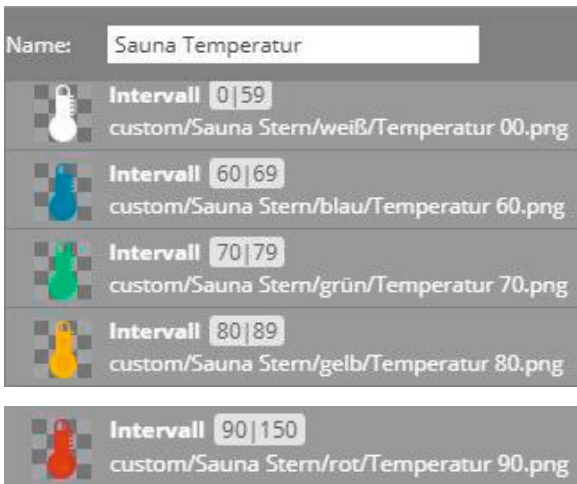 Name: Sauna Temperatur
Intervall 0|59
custom/Sauna Stern/weiß/Temperatur 00.png
Intervall 60|69
custom/Sauna Stern/blau/Temperatur 60.png
Intervall 70|79
custom/Sauna Stern/grün/Temperatur 70.png
Intervall 80|89
custom/Sauna Stern/gelb/Temperatur 80.png
Intervall 90|150
custom/Sauna Stern/rot/Temperatur 90.png